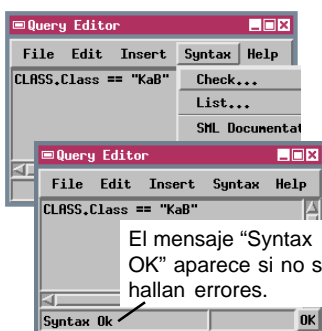 Query Editor
File Edit Insert Syntax Help
CLASS.Class == "KaB"
Check...
List...
SML
Query Editor
File Edit Insert Syntax Help
CLASS.Class == "KaB"
El mensaje “Syntax
OK” aparece si no
hallan errores.
Syntax Ok
OK